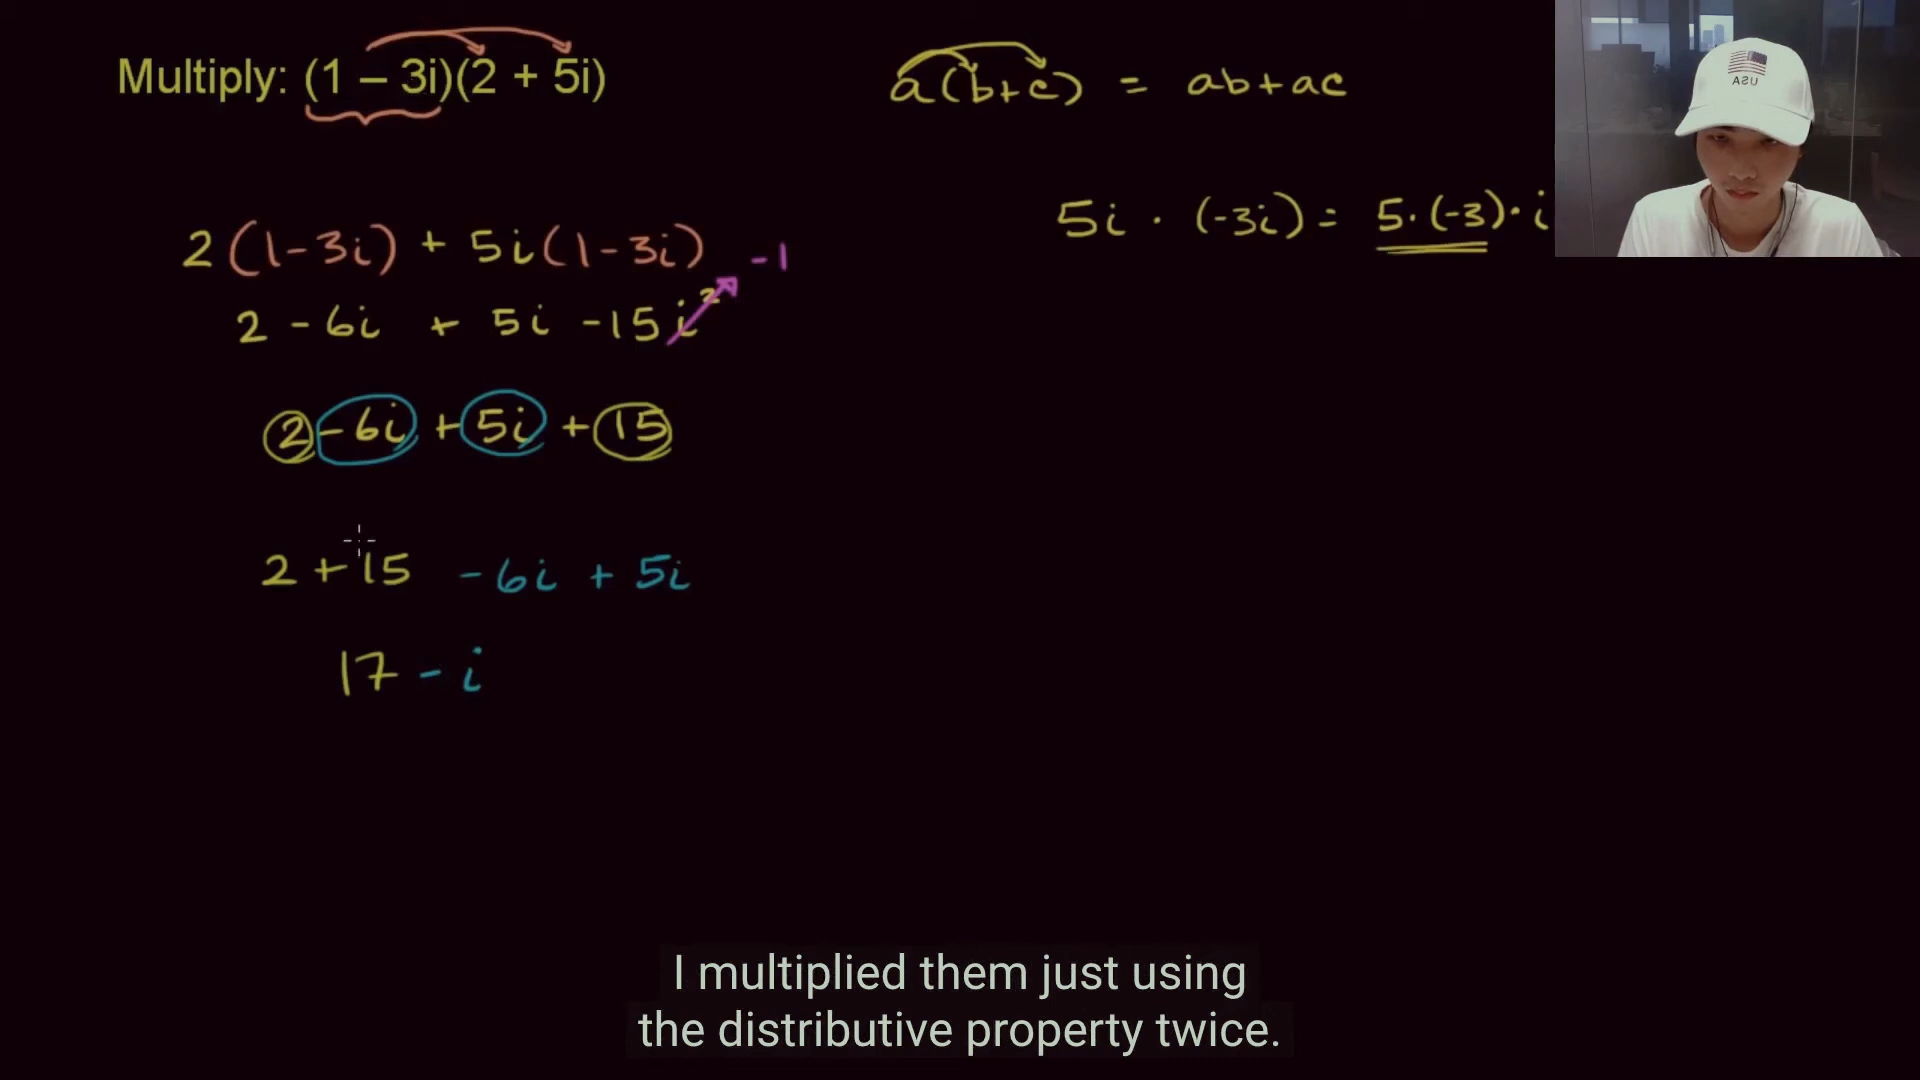 Multiply: (1 – 3i)(2 + 5i)
a(b+c) = ab+ac
USA
5i · (-3i) = 5·(-3)·i
2(1-3i) + 5i(1-3i)
-1
2 - 6i + 5i - 15i²
2 - 6i + 5i + 15
2 + 15 - 6i + 5i
17 - i
I multiplied them just using
the distributive property twice.